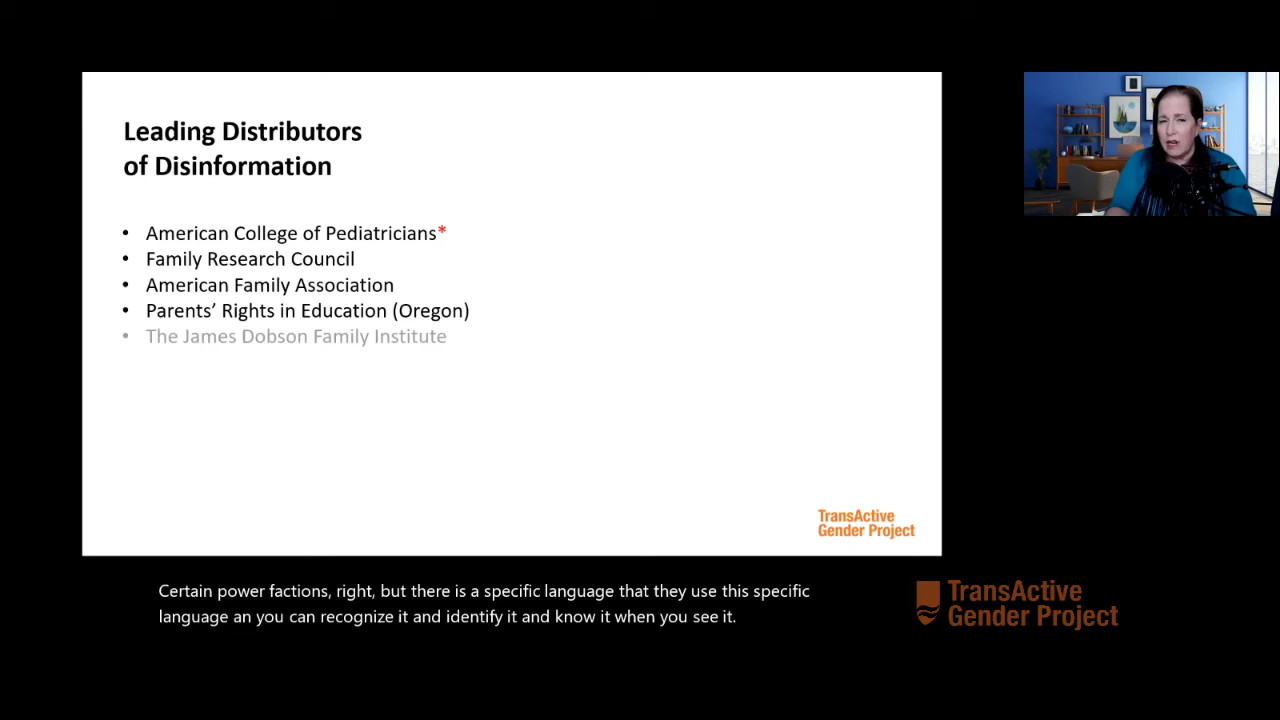 Leading Distributors
of Disinformation
• American College of Pediatricians*
• Family Research Council
• American Family Association
• Parents’ Rights in Education (Oregon)
• The James Dobson Family Institute
TransActive
Gender Project
Certain power factions, right, but there is a specific language that they use this specific
language an you can recognize it and identify it and know it when you see it.
TransActive
Gender Project